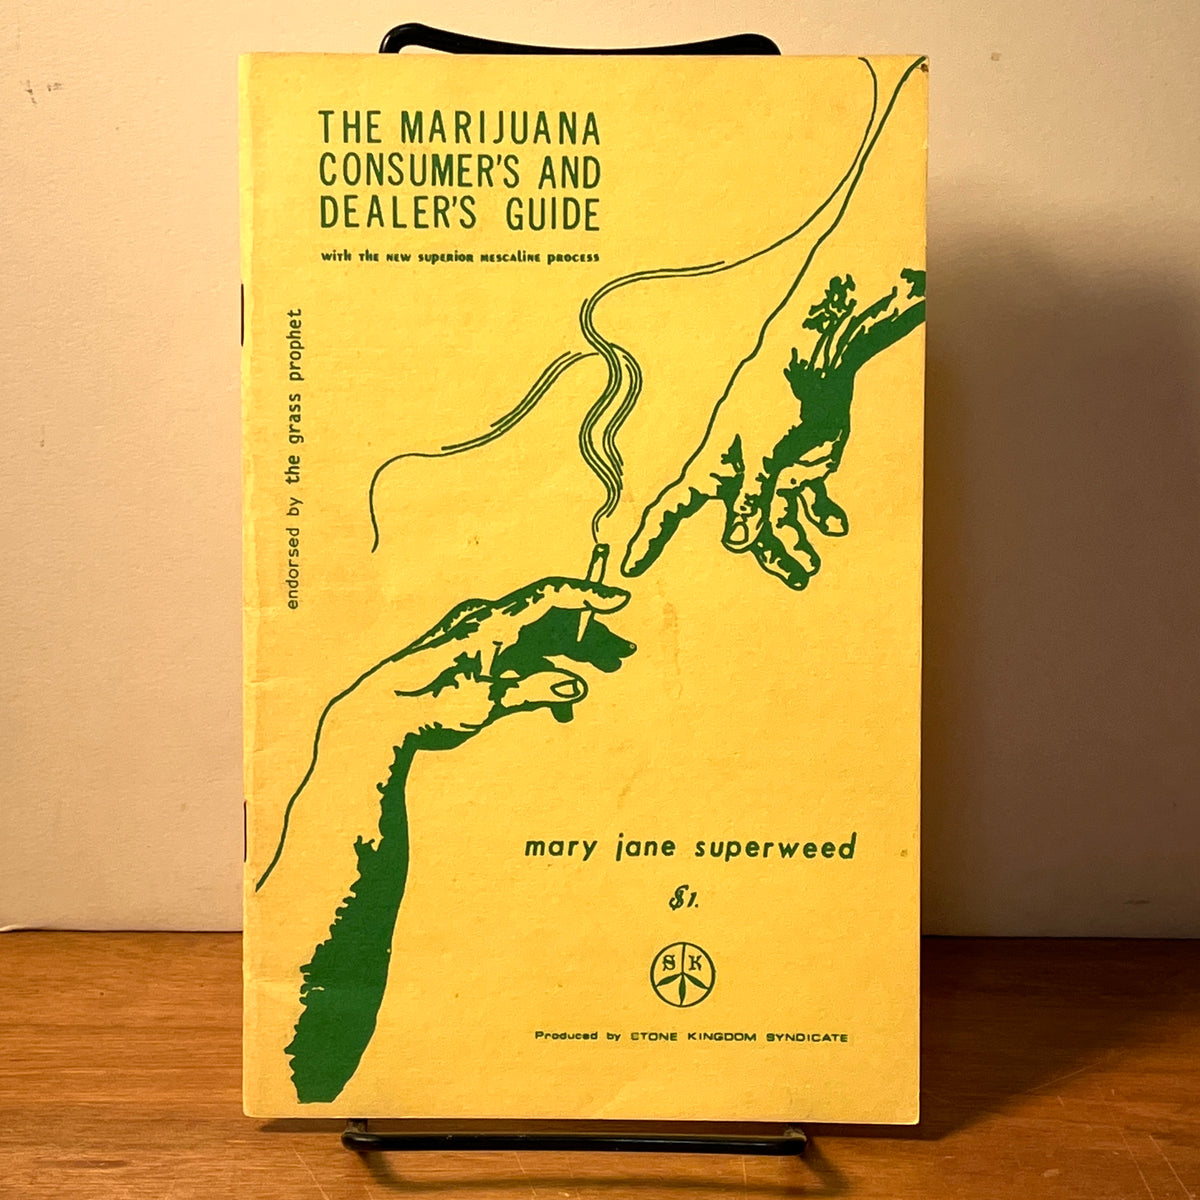 THE MARIJUANA
CONSUMER'S AND
DEALER'S GUIDE
with the new superior mescaline process
endorsed by the grass prophet
mary jane superweed
$1.
S K
Produced by STONE KINGDOM SYNDICATE